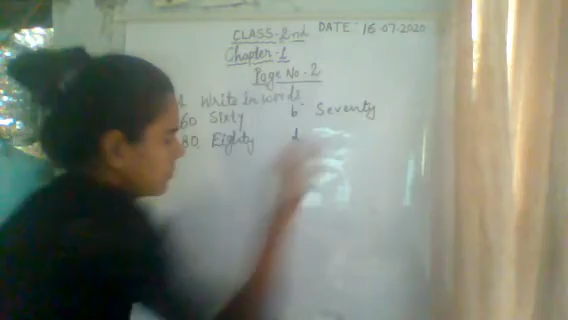 CLASS-2nd DATE: 16-07-2020
Chapter-1
Page No.-2
Write in words
60 Sixty b Seventy
80 Eighty d